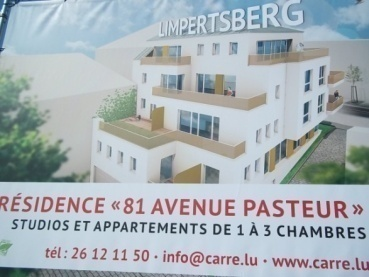 LIMPERTSBERG
RÉSIDENCE «81 AVENUE PASTEUR»
STUDIOS ET APPARTEMENTS DE 1 À 3 CHAMBRES
tél : 26 12 11 50 · info@carre.lu · www.carre.lu